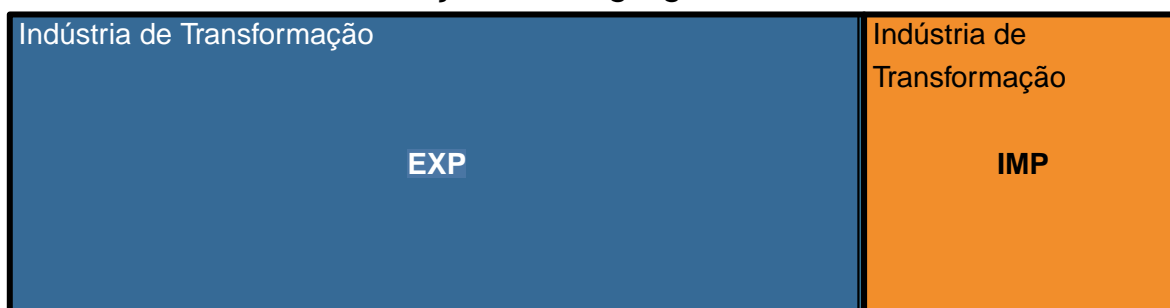 Indústria de Transformação
EXP
Indústria de
Transformação
IMP